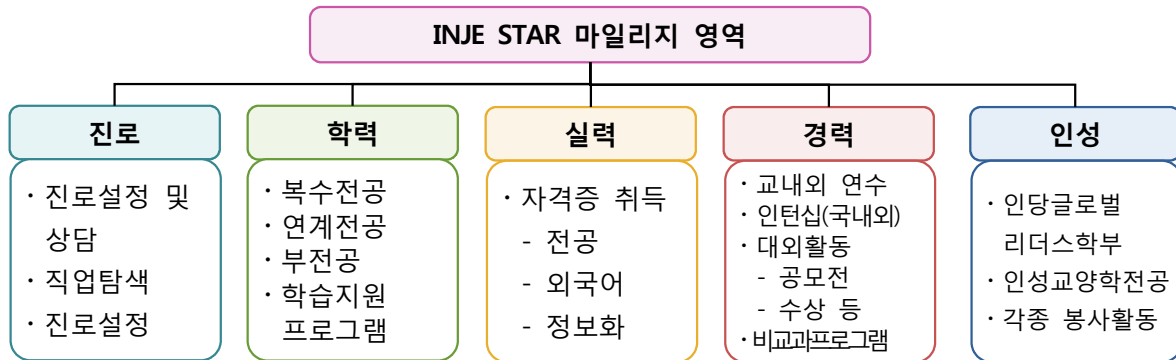 INJE STAR 마일리지 영역
진로
· 진로설정 및
상담
· 직업탐색
· 진로설정
학력
· 복수전공
· 연계전공
· 부전공
· 학습지원
프로그램
실력
· 자격증 취득
- 전공
- 외국어
- 정보화
경력
· 교내외 연수
· 인턴십(국내외)
· 대외활동
- 공모전
- 수상 등
· 비교과프로그램
인성
· 인당글로벌
리더스학부
· 인성교양학전공
· 각종 봉사활동